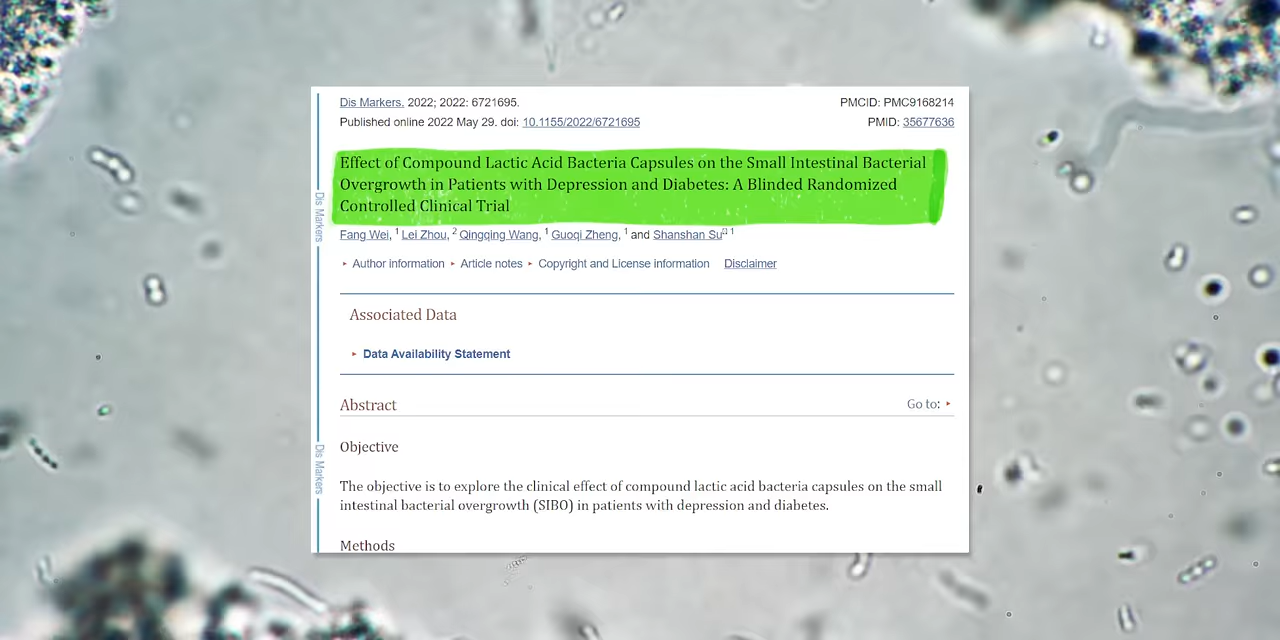 Dis Markers. 2022; 2022: 6721695.
PMCID: PMC9168214
Published online 2022 May 29. doi: 10.1155/2022/6721695
PMID: 35677636
Effect of Compound Lactic Acid Bacteria Capsules on the Small Intestinal Bacterial
Overgrowth in Patients with Depression and Diabetes: A Blinded Randomized
Controlled Clinical Trial
Fang Wei, 1 Lei Zhou, 2 Qingqing Wang, 1 Guoqi Zheng, 1 and Shanshan Su 1
Author information Article notes Copyright and License information Disclaimer
Dis Markers
Associated Data
Data Availability Statement
Abstract
Go to:
Objective
Dis Markers
The objective is to explore the clinical effect of compound lactic acid bacteria capsules on the small
intestinal bacterial overgrowth (SIBO) in patients with depression and diabetes.
Methods